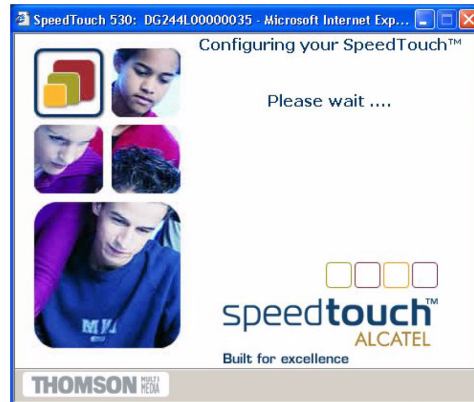 SpeedTouch 530: DG244L00000035 - Microsoft Internet Exp...
Configuring your SpeedTouch™
Please wait ....
speedtouch™
ALCATEL
Built for excellence
THOMSON MULTI MEDIA